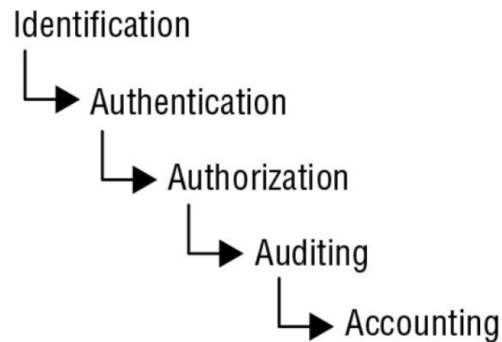 Identification
Authentication
Authorization
Auditing
Accounting